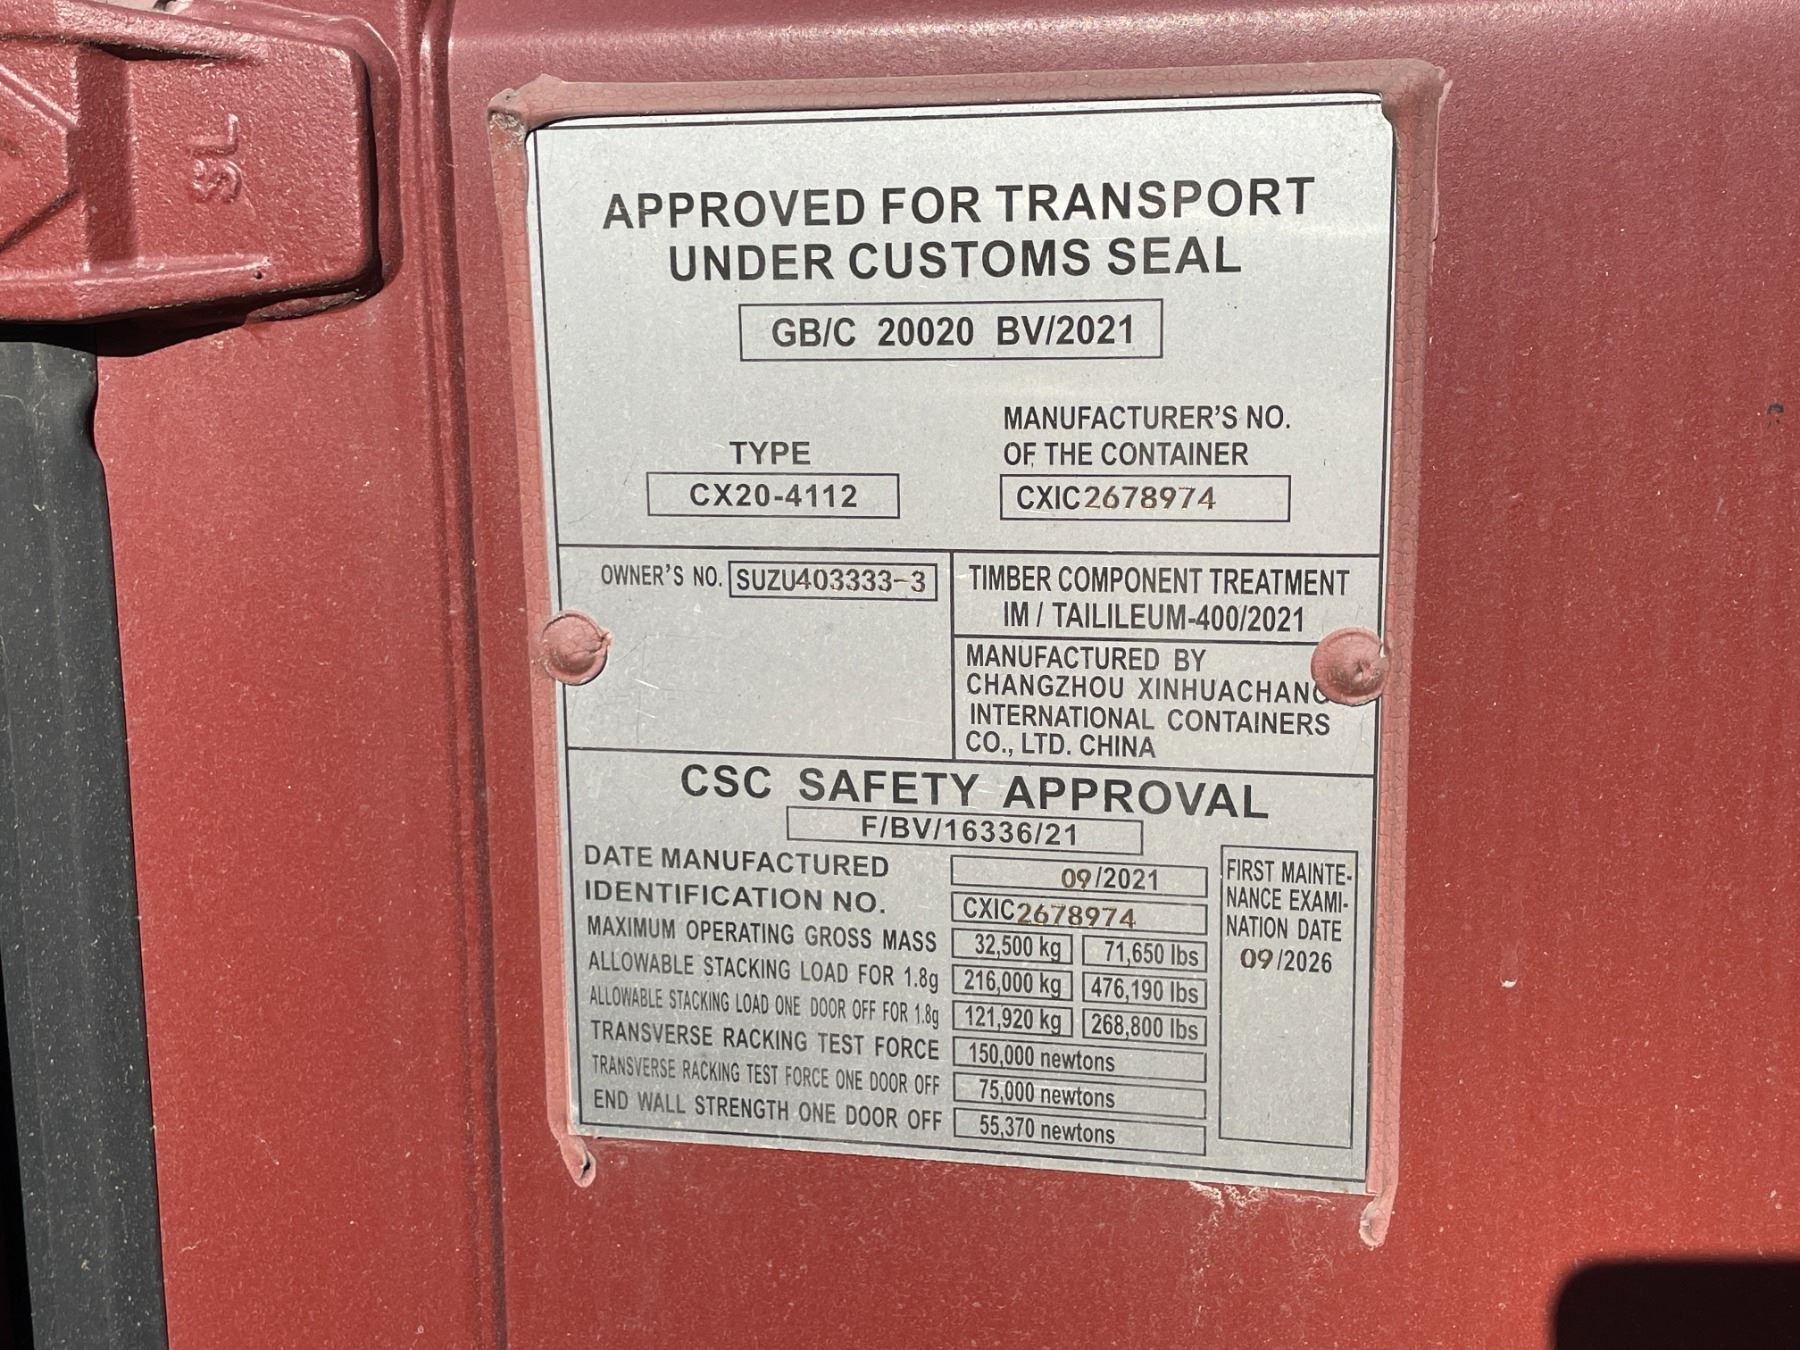 SL
APPROVED FOR TRANSPORT
UNDER CUSTOMS SEAL
GB/C 20020 BV/2021
TYPE
CX20-4112
MANUFACTURER'S NO.
OF THE CONTAINER
CXIC2678974
OWNER'S NO. SUZU403333-3
TIMBER COMPONENT TREATMENT
IM / TAILILEUM-400/2021
MANUFACTURED BY
CHANGZHOU XINHUACHANG
INTERNATIONAL CONTAINERS
CO., LTD. CHINA
CSC SAFETY APPROVAL
F/BV/16336/21
DATE MANUFACTURED 09/2021
IDENTIFICATION NO. CXIC2678974
MAXIMUM OPERATING GROSS MASS 32,500 kg 71,650 lbs
ALLOWABLE STACKING LOAD FOR 1.8g 216,000 kg 476,190 lbs
ALLOWABLE STACKING LOAD ONE DOOR OFF FOR 1.8g 121,920 kg 268,800 lbs
TRANSVERSE RACKING TEST FORCE 150,000 newtons
TRANSVERSE RACKING TEST FORCE ONE DOOR OFF 75,000 newtons
END WALL STRENGTH ONE DOOR OFF 55,370 newtons
FIRST MAINTE-
NANCE EXAMI-
NATION DATE
09/2026